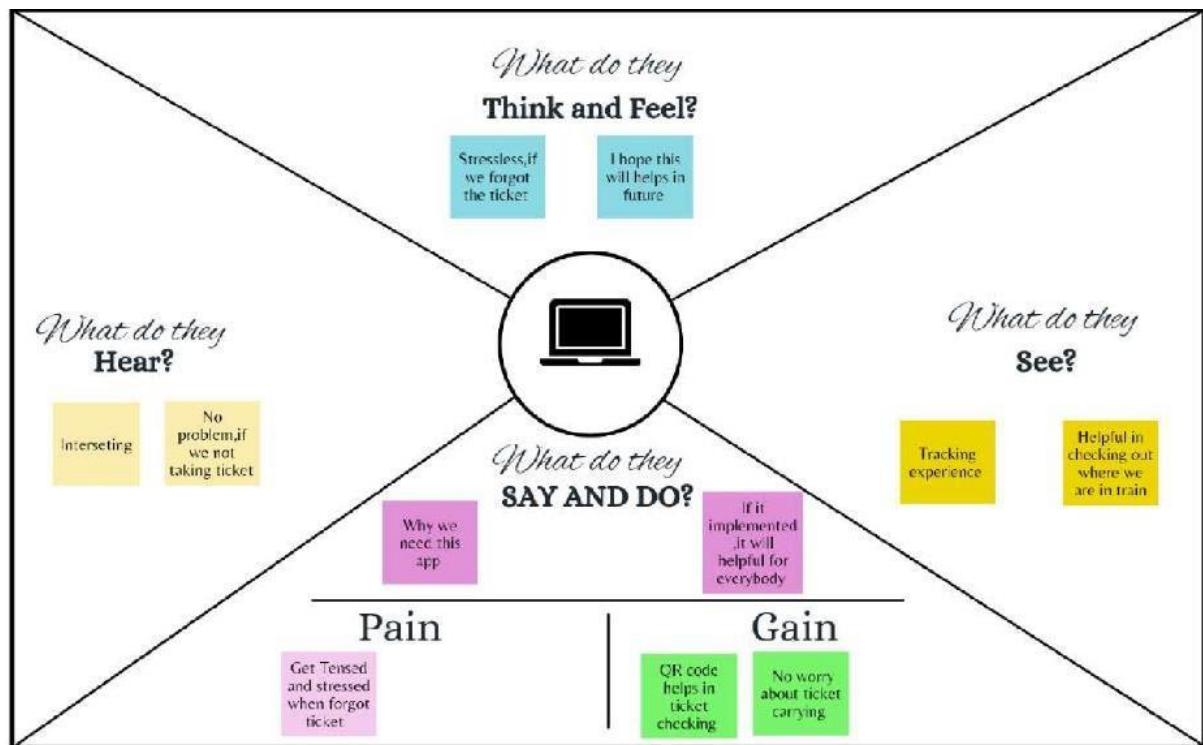 What do they
Think and Feel?
Stressless,if
we forgot
the ticket
I hope this
will helps in
future
What do they
Hear?
Interseting
No
problem,if
we not
taking ticket
What do they
See?
Tracking
experience
Helpful in
checking out
where we
are in train
What do they
SAY AND DO?
Why we
need this
app
If it
implemented
,it will
helpful for
everybody
Pain
Get Tensed
and stressed
when forgot
ticket
Gain
QR code
helps in
ticket
checking
No worry
about ticket
carrying